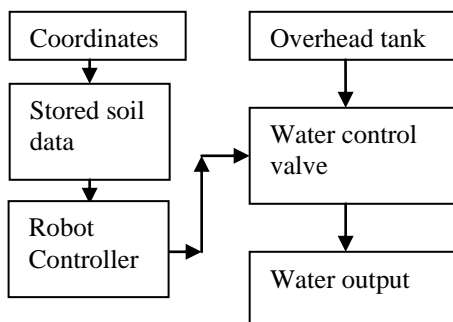 Coordinates
Overhead tank
Stored soil
data
Water control
valve
Robot
Controller
Water output